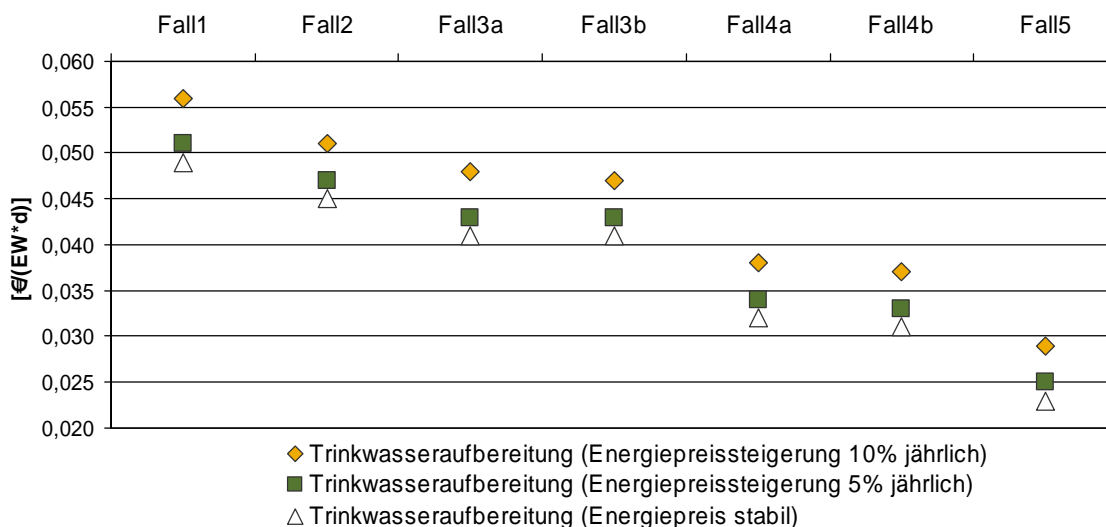 Fall1 Fall2 Fall3a Fall3b Fall4a Fall4b Fall5
0,060
0,055
0,050
0,045
0,040
0,035
0,030
0,025
0,020
[€/(EW*d)]
Trinkwasseraufbereitung (Energiepreissteigerung 10% jährlich)
Trinkwasseraufbereitung (Energiepreissteigerung 5% jährlich)
Trinkwasseraufbereitung (Energiepreis stabil)